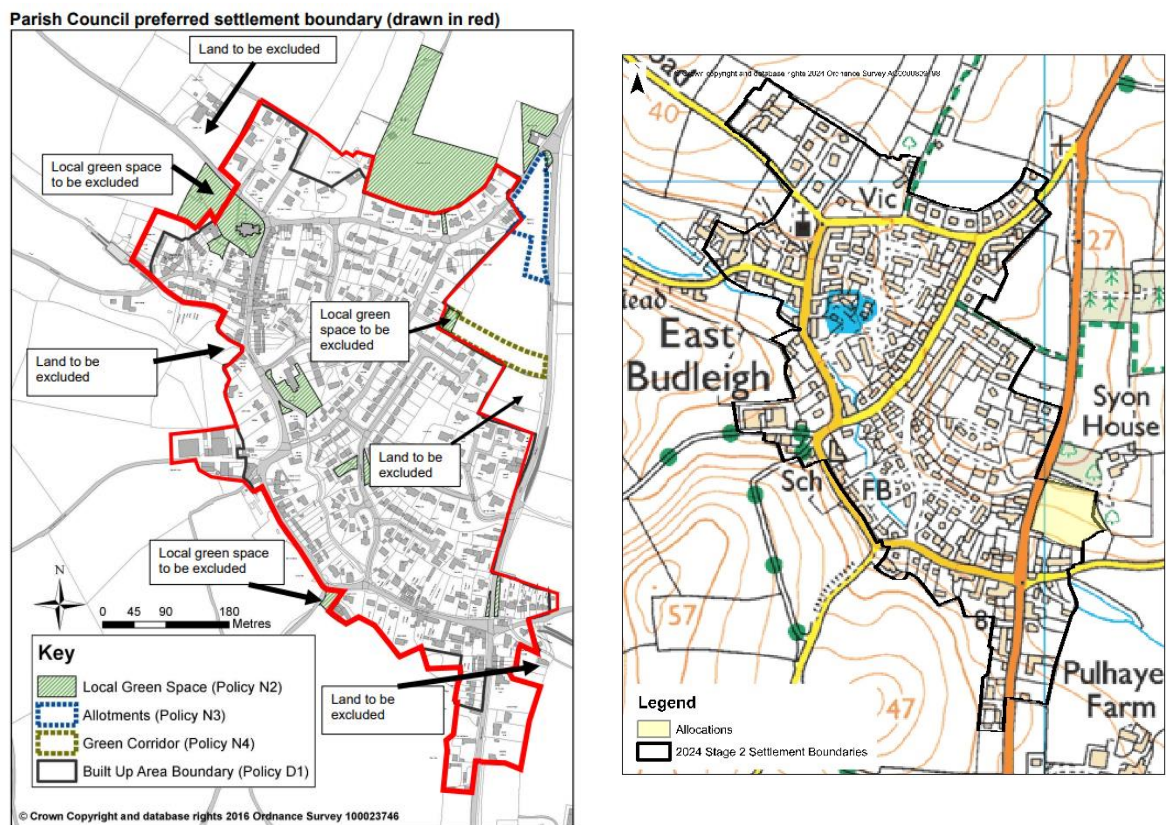 Parish Council preferred settlement boundary (drawn in red)
Land to be excluded
Local green space
to be excluded
Local green
space to be
excluded
Land to be
excluded
Land to be
excluded
Local green space
to be excluded
Land to be
excluded
N
0 45 90 180
Metres
Key
Local Green Space (Policy N2)
Allotments (Policy N3)
Green Corridor (Policy N4)
Built Up Area Boundary (Policy D1)
© Crown Copyright and database rights 2016 Ordnance Survey 100023746
40
Vic
27
East
Budleigh
Syon
House
Sch
FB
57
8
47
Pulhaye
Farm
Legend
Allocations
2024 Stage 2 Settlement Boundaries